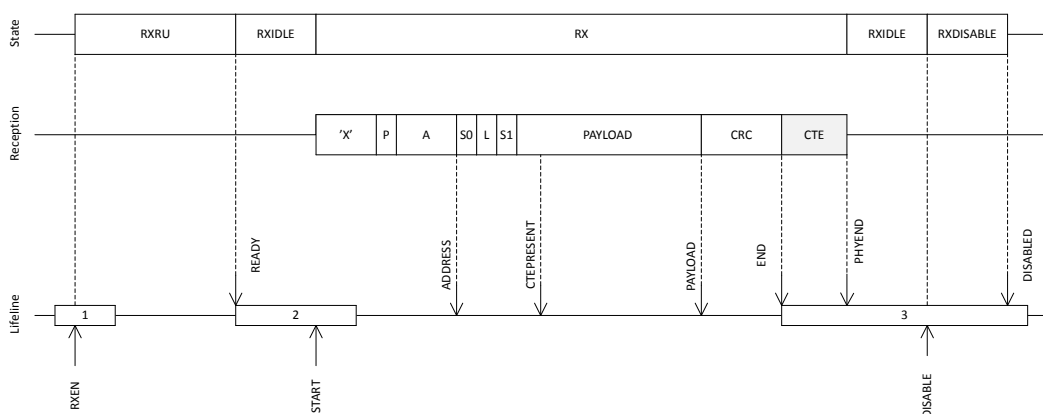 State
RXRU RXIDLE RX RXIDLE RXDISABLE
Reception
'X' P A S0 L S1 PAYLOAD CRC CTE
READY
ADDRESS
CTEPRESENT
PAYLOAD
END
PHYEND
DISABLED
Lifeline
1 2 3
RXEN
START
DISABLE